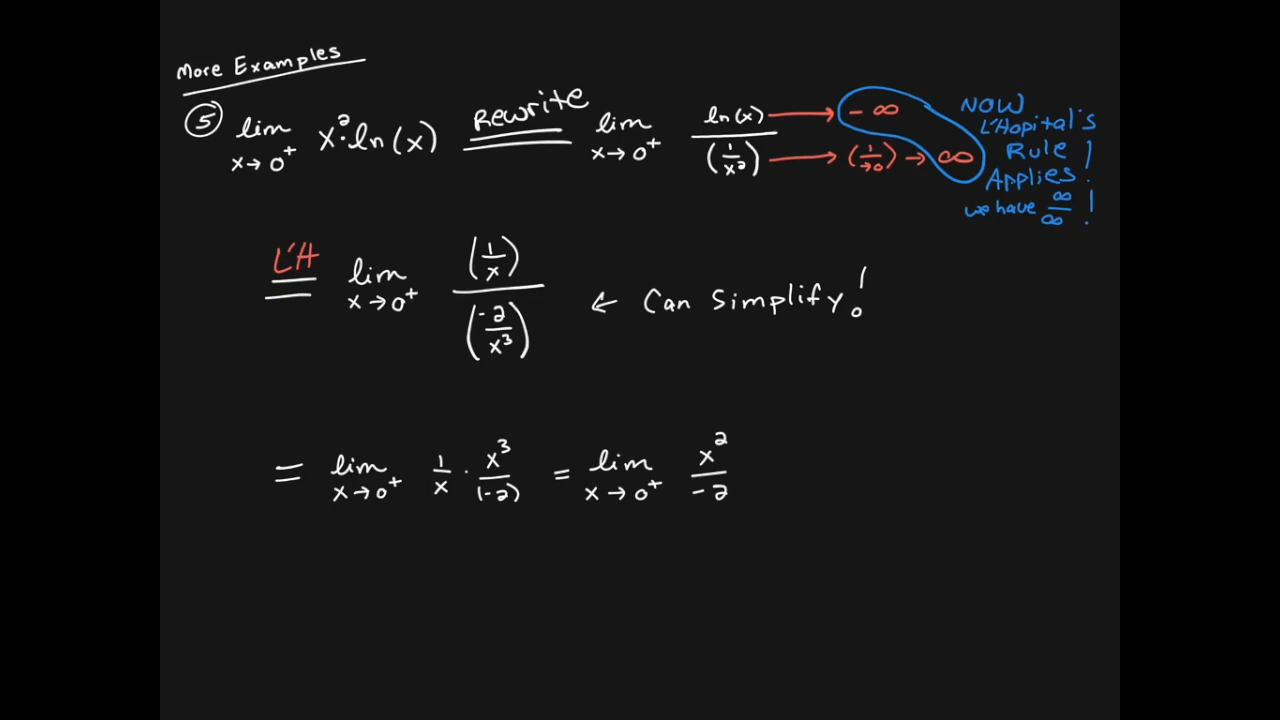 More Examples
⑤ lim x→0⁺ x²·ln(x) Rewrite = lim x→0⁺ ln(x)/(1/x²) → -∞ (1/→0) → ∞
NOW
L'Hopital's
Rule
Applies!
we have ∞/∞ !
L'H = lim x→0⁺ (1/x)/(-2/x³) ← Can Simplify!
= lim x→0⁺ 1/x · x³/(-2) = lim x→0⁺ x²/-2